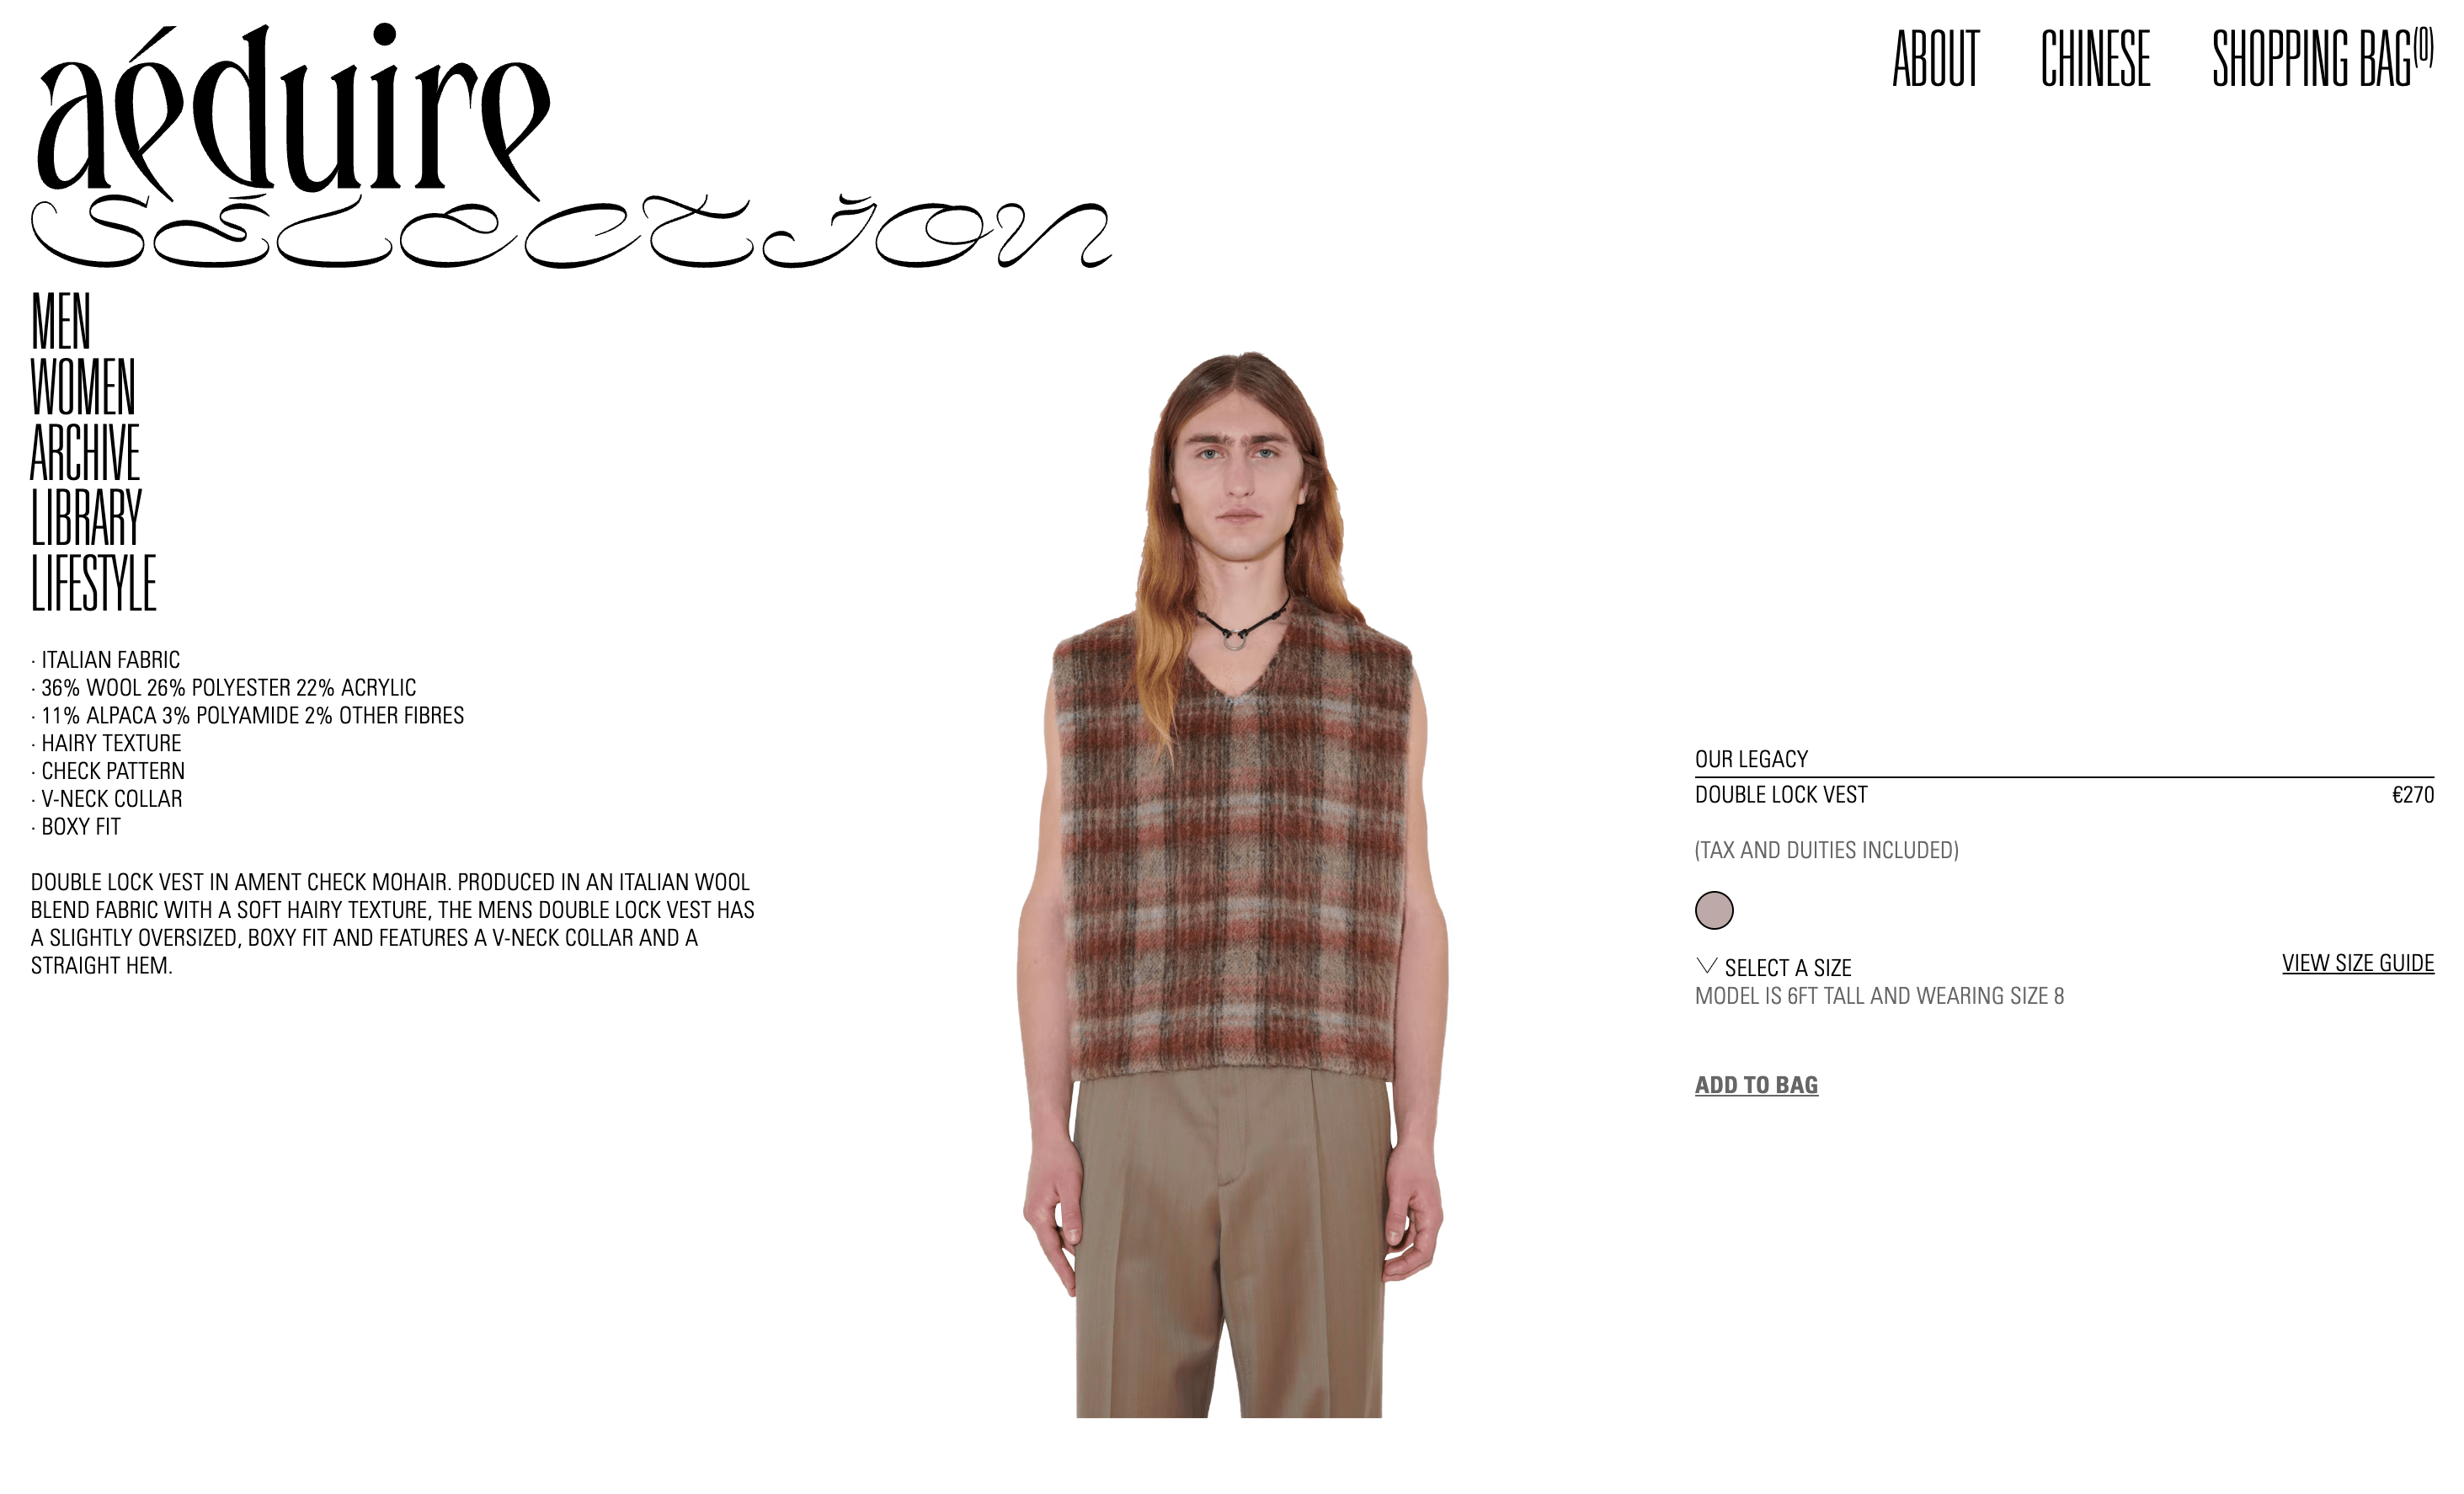 aéduire
SÉLECTION
ABOUT
CHINESE
SHOPPING BAG(0)
MEN
WOMEN
ARCHIVE
LIBRARY
LIFESTYLE
· ITALIAN FABRIC
· 36% WOOL 26% POLYESTER 22% ACRYLIC
· 11% ALPACA 3% POLYAMIDE 2% OTHER FIBRES
· HAIRY TEXTURE
· CHECK PATTERN
· V-NECK COLLAR
· BOXY FIT
DOUBLE LOCK VEST IN AMENT CHECK MOHAIR. PRODUCED IN AN ITALIAN WOOL
BLEND FABRIC WITH A SOFT HAIRY TEXTURE, THE MENS DOUBLE LOCK VEST HAS
A SLIGHTLY OVERSIZED, BOXY FIT AND FEATURES A V-NECK COLLAR AND A
STRAIGHT HEM.
OUR LEGACY
DOUBLE LOCK VEST €270
(TAX AND DUITIES INCLUDED)
SELECT A SIZE
VIEW SIZE GUIDE
MODEL IS 6FT TALL AND WEARING SIZE 8
ADD TO BAG